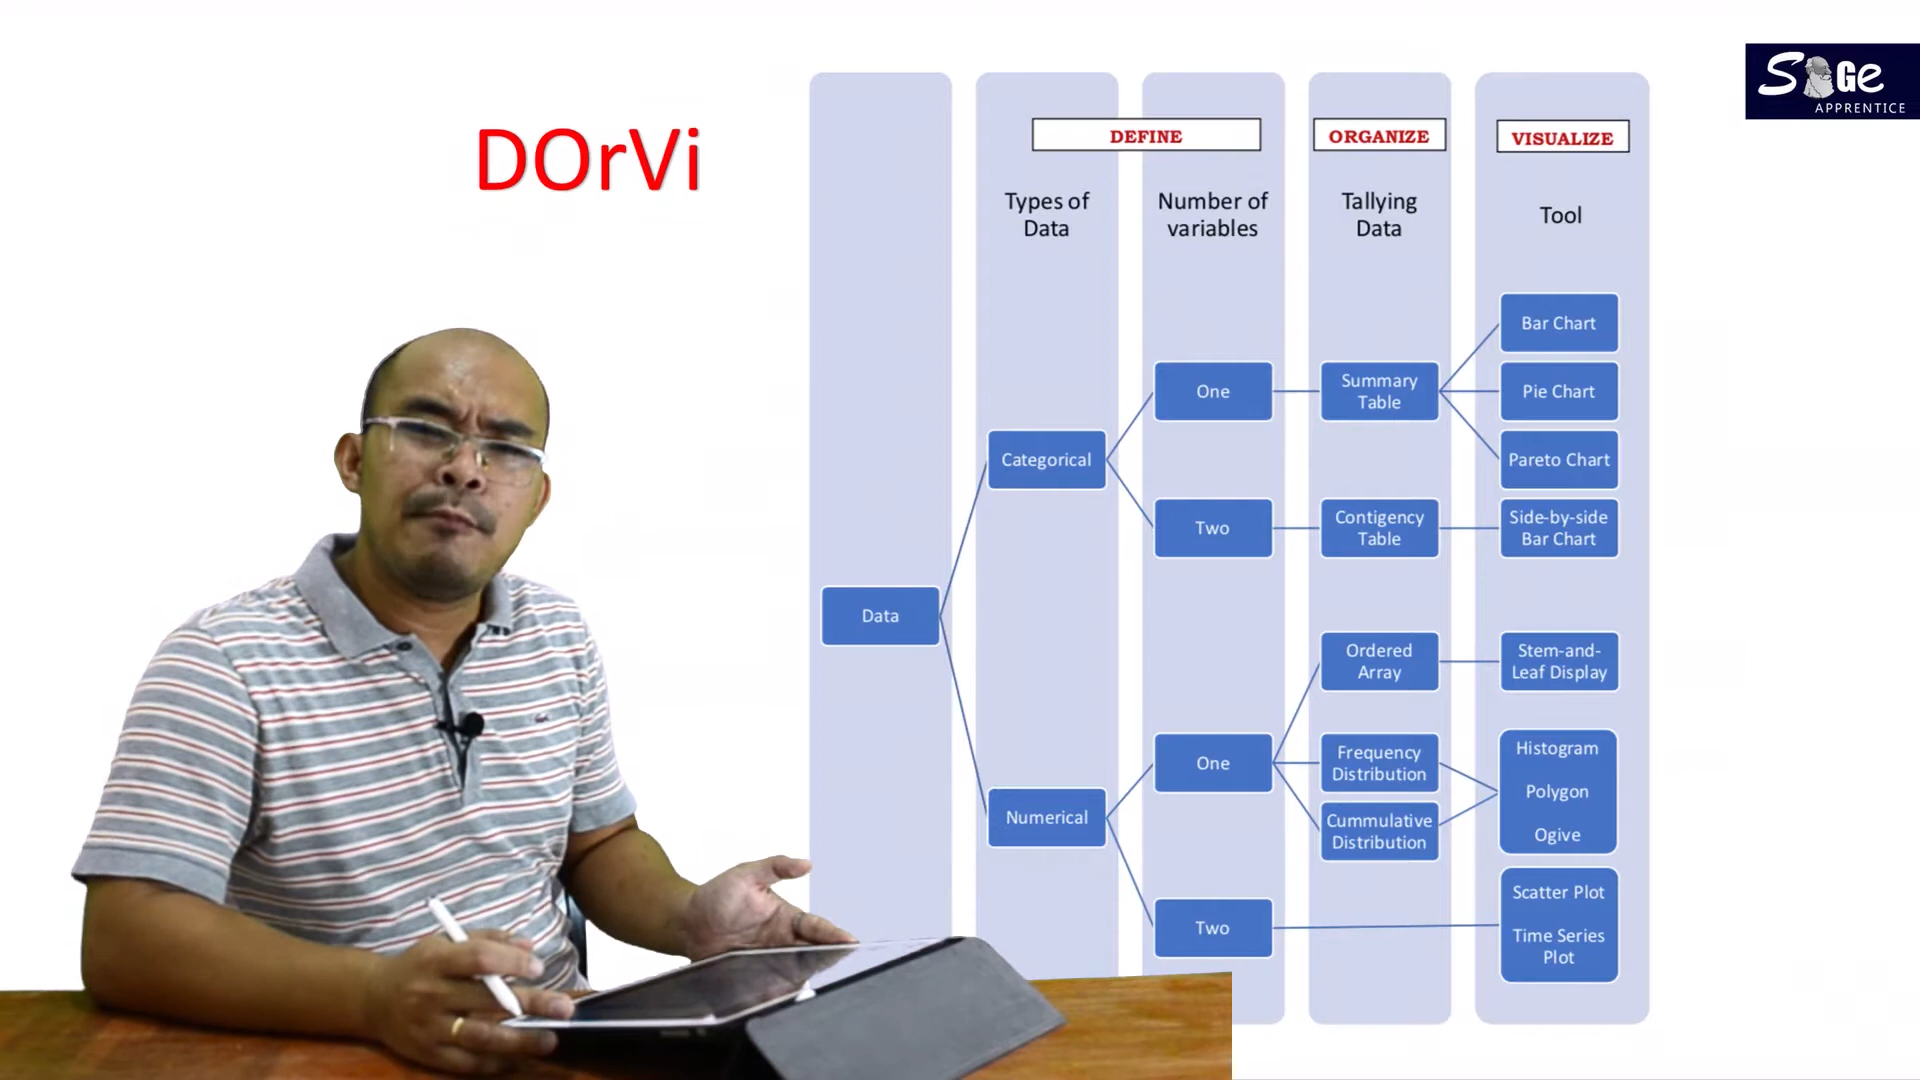 SaGe
APPRENTICE
DOrVi
DEFINE
ORGANIZE
VISUALIZE
Types of
Data
Number of
variables
Tallying
Data
Tool
Data
Categorical
Numerical
One
Two
One
Two
Summary
Table
Contigency
Table
Ordered
Array
Frequency
Distribution
Cummulative
Distribution
Bar Chart
Pie Chart
Pareto Chart
Side-by-side
Bar Chart
Stem-and-
Leaf Display
Histogram
Polygon
Ogive
Scatter Plot
Time Series
Plot